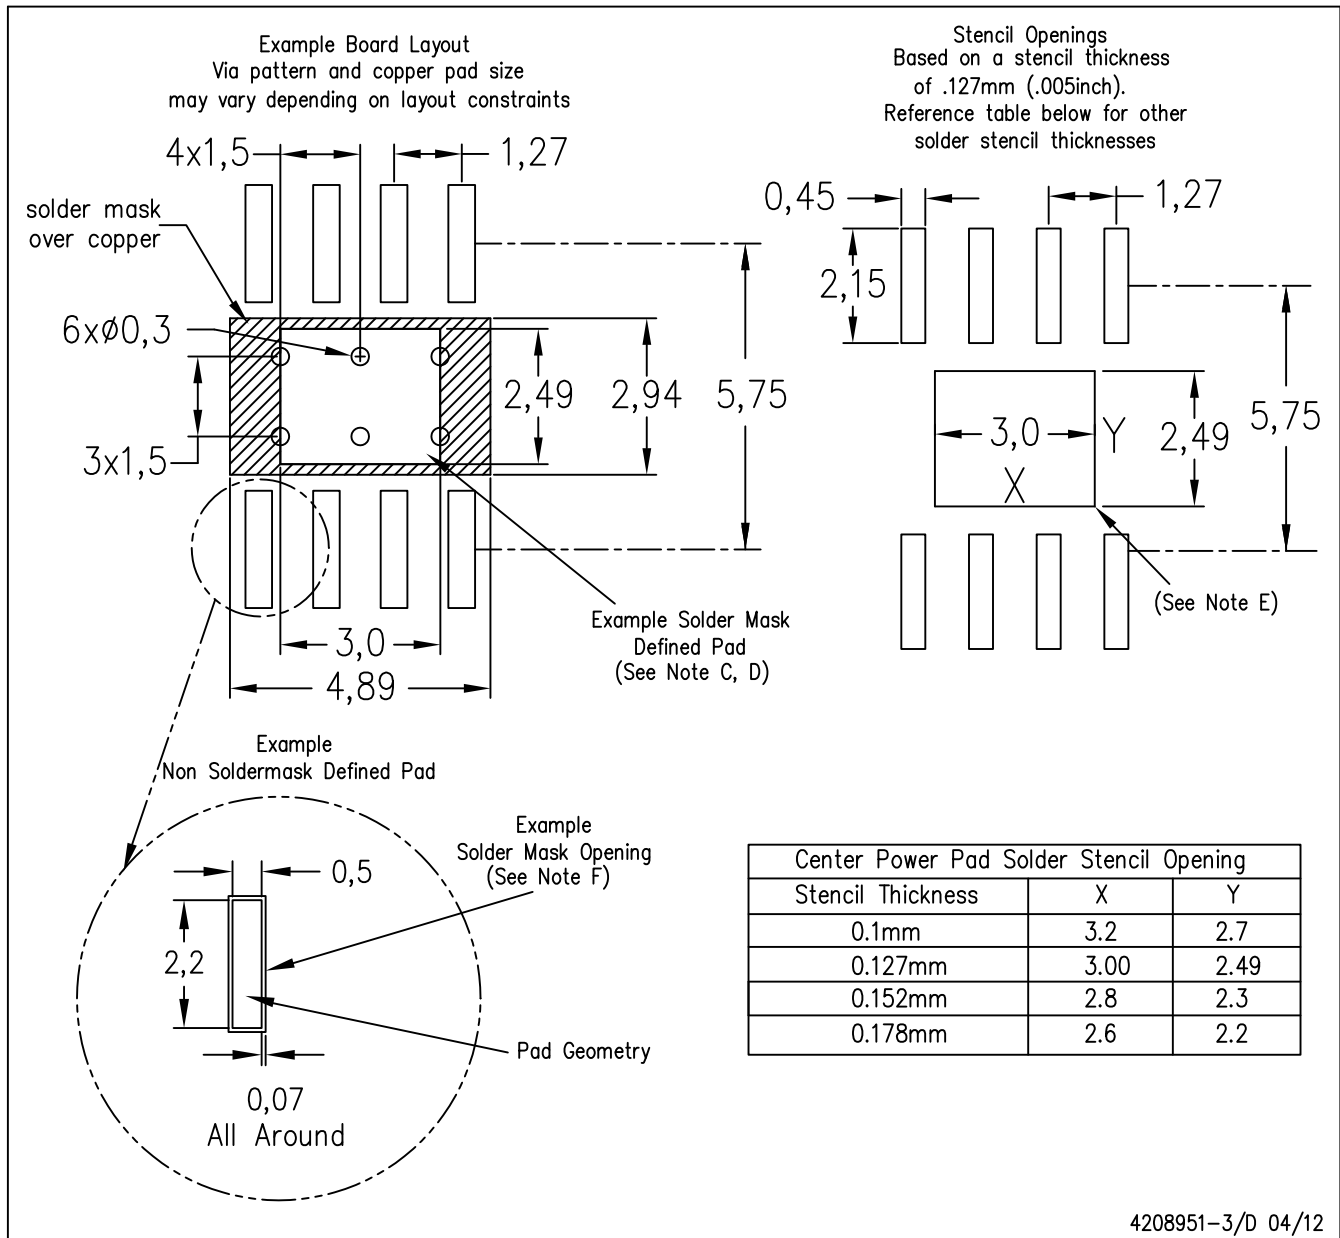 Example Board Layout
Via pattern and copper pad size
may vary depending on layout constraints
4x1,5
1,27
solder mask
over copper
6xø0,3
3x1,5
2,49
2,94
5,75
3,0
4,89
Example Solder Mask
Defined Pad
(See Note C, D)
Stencil Openings
Based on a stencil thickness
of .127mm (.005inch).
Reference table below for other
solder stencil thicknesses
0,45
1,27
2,15
3,0
X
Y
2,49
5,75
(See Note E)
Example
Non Soldermask Defined Pad
Example
Solder Mask Opening
(See Note F)
0,5
2,2
Pad Geometry
0,07
All Around
Center Power Pad Solder Stencil Opening
Stencil Thickness X Y
0.1mm 3.2 2.7
0.127mm 3.00 2.49
0.152mm 2.8 2.3
0.178mm 2.6 2.2
4208951-3/D 04/12